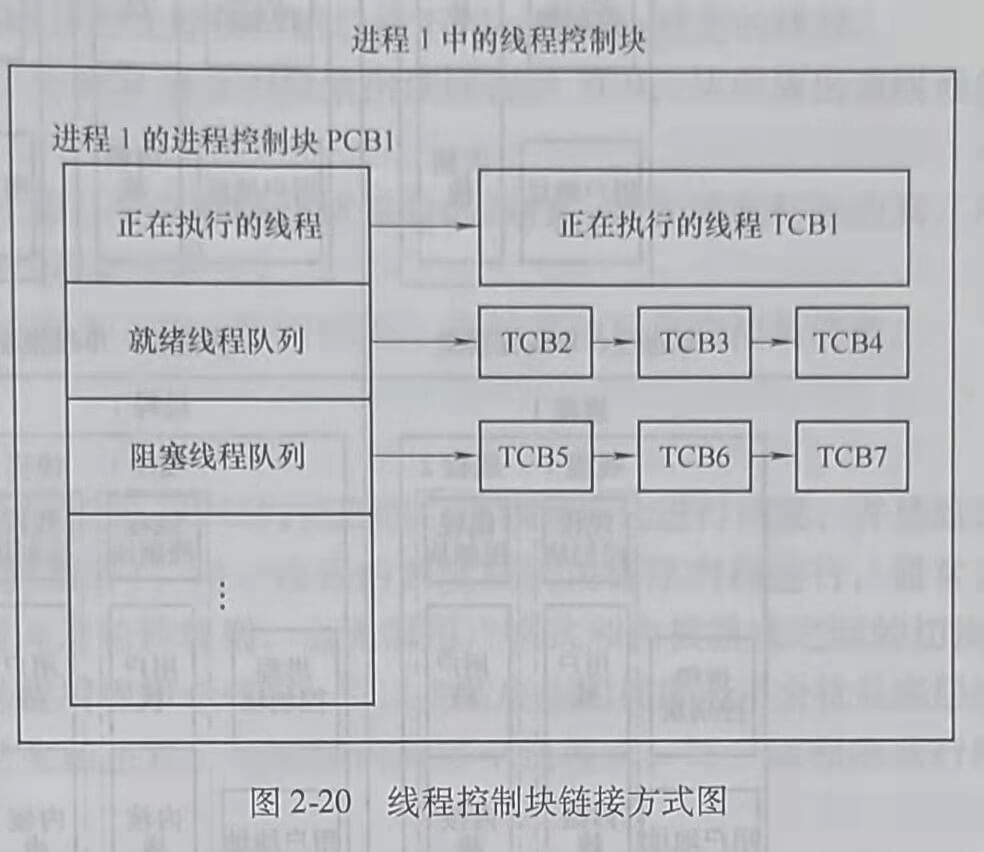 进程 1 中的线程控制块
进程 1 的进程控制块 PCB1
正在执行的线程
正在执行的线程 TCB1
就绪线程队列
TCB2
TCB3
TCB4
阻塞线程队列
TCB5
TCB6
TCB7
⋮
图 2-20 线程控制块链接方式图